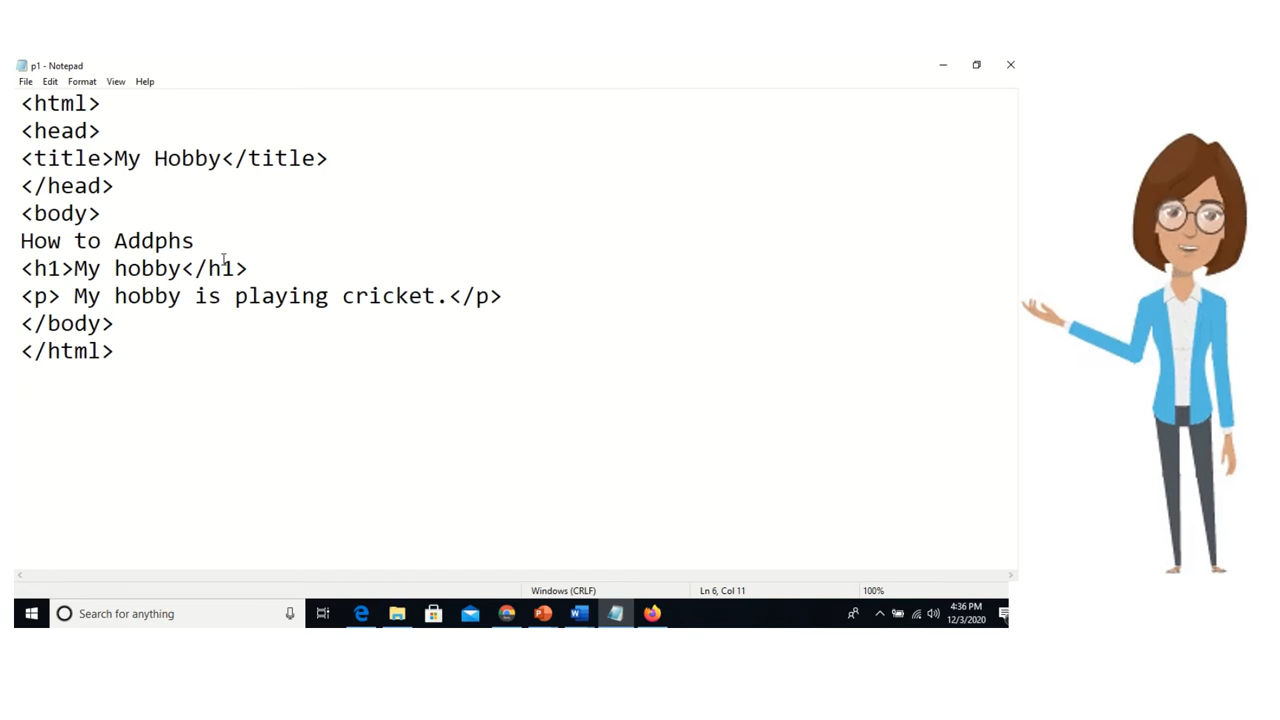 p1 - Notepad
File Edit Format View Help
<html>
<head>
<title>My Hobby</title>
</head>
<body>
How to Addphs
<h1>My hobby</h1>
<p> My hobby is playing cricket.</p>
</body>
</html>
Windows (CRLF) Ln 6, Col 11 100%
Search for anything
4:36 PM
12/3/2020